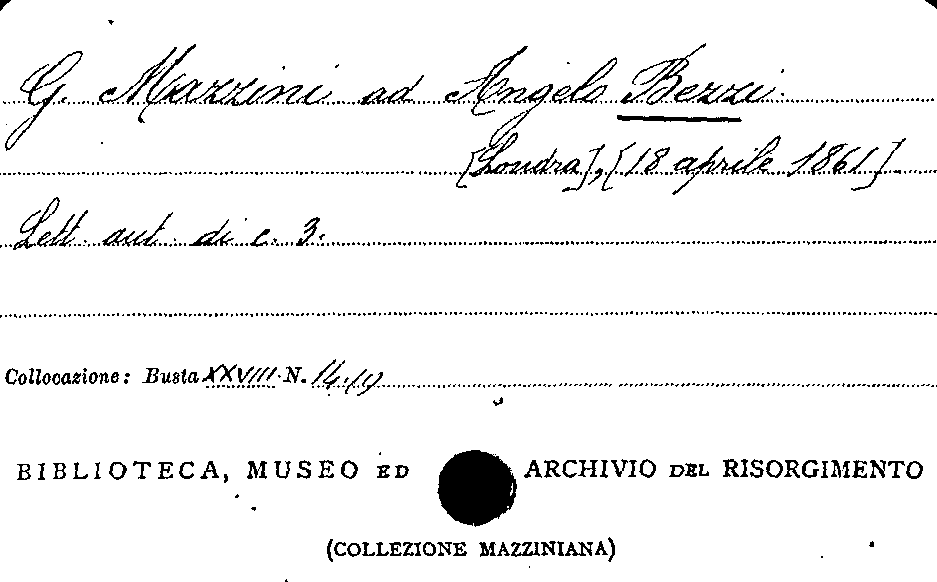 G. Mazzini ad Angelo Bezzi.
[Londra], [18 aprile 1861].
Lett. aut. di c. 3.
Collocazione: Busta XXVIII N. 14.
BIBLIOTECA, MUSEO ED ARCHIVIO DEL RISORGIMENTO
(COLLEZIONE MAZZINIANA)